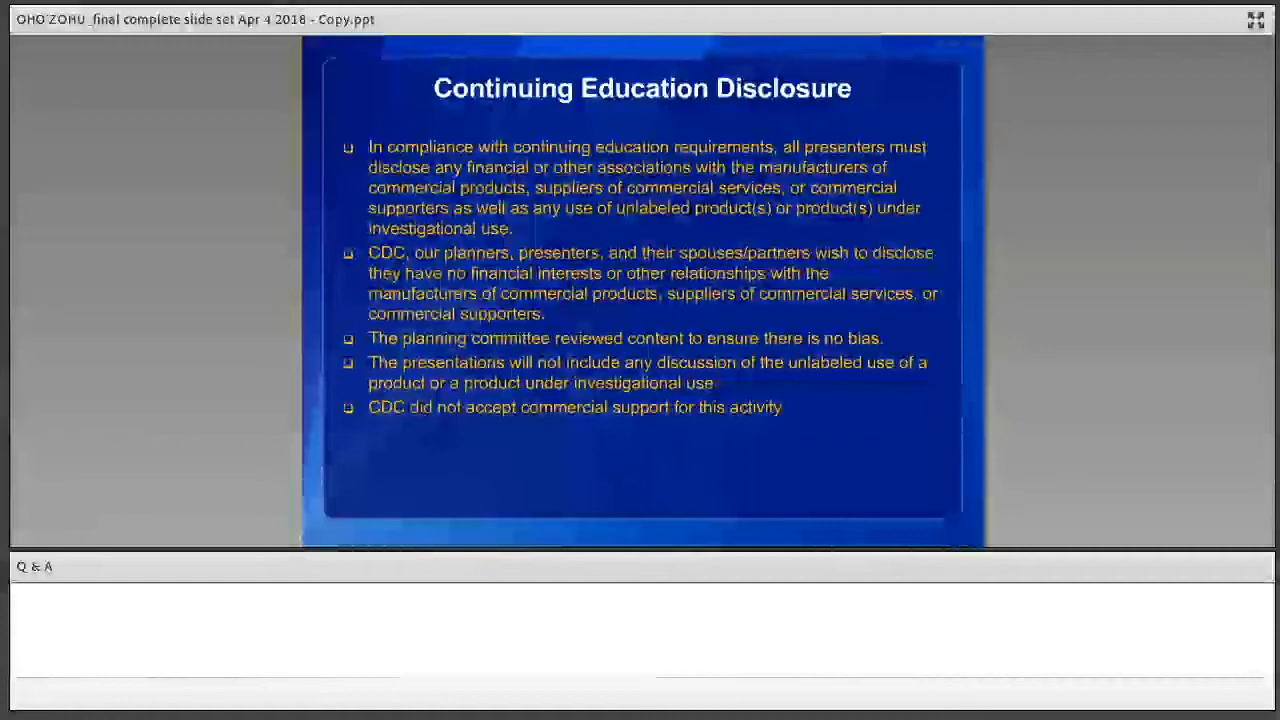 OHO ZOHU_final complete slide set Apr 4 2018 - Copy.ppt
Continuing Education Disclosure
In compliance with continuing education requirements, all presenters must
disclose any financial or other associations with the manufacturers of
commercial products, suppliers of commercial services, or commercial
supporters as well as any use of unlabeled product(s) or product(s) under
investigational use.
CDC, our planners, presenters, and their spouses/partners wish to disclose
they have no financial interests or other relationships with the
manufacturers of commercial products, suppliers of commercial services, or
commercial supporters.
The planning committee reviewed content to ensure there is no bias.
The presentations will not include any discussion of the unlabeled use of a
product or a product under investigational use.
CDC did not accept commercial support for this activity
Q & A